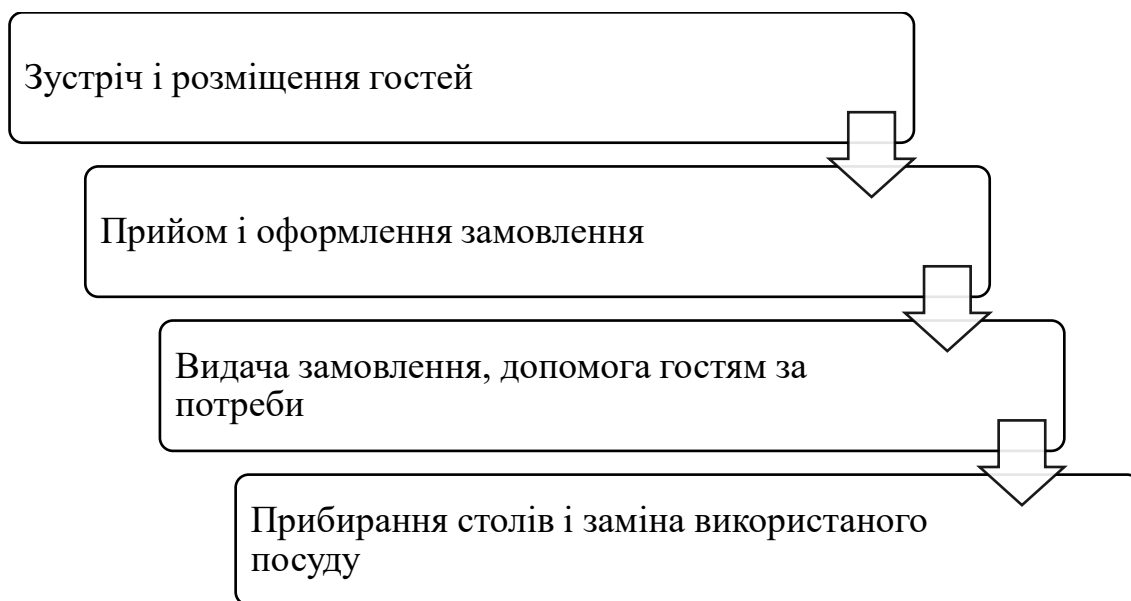 Зустріч і розміщення гостей
Прийом і оформлення замовлення
Видача замовлення, допомога гостям за
потреби
Прибирання столів і заміна використаного
посуду